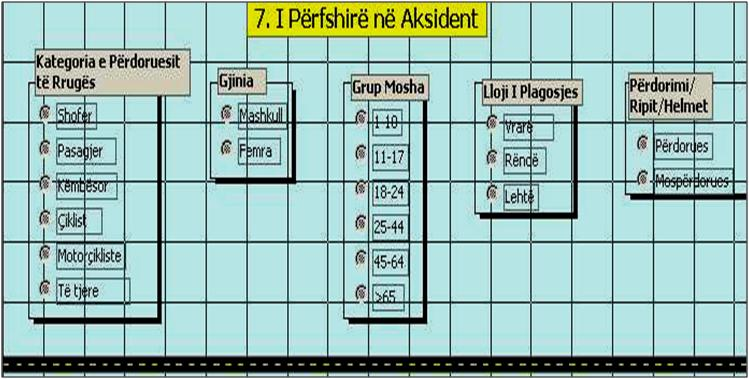 7. I Përfshirë në Aksident
Kategoria e Përdoruesit
të Rrugës
Shofer
Pasagjer
Këmbësor
Çiklist
Motorçikliste
Të tjere
Gjinia
Mashkull
Femra
Grup Mosha
1-10
11-17
18-24
25-44
45-64
>65
Lloji I Plagosjes
Vrarë
Rëndë
Lehtë
Përdorimi/
Ripit/Helmet
Përdorues
Mospërdorues